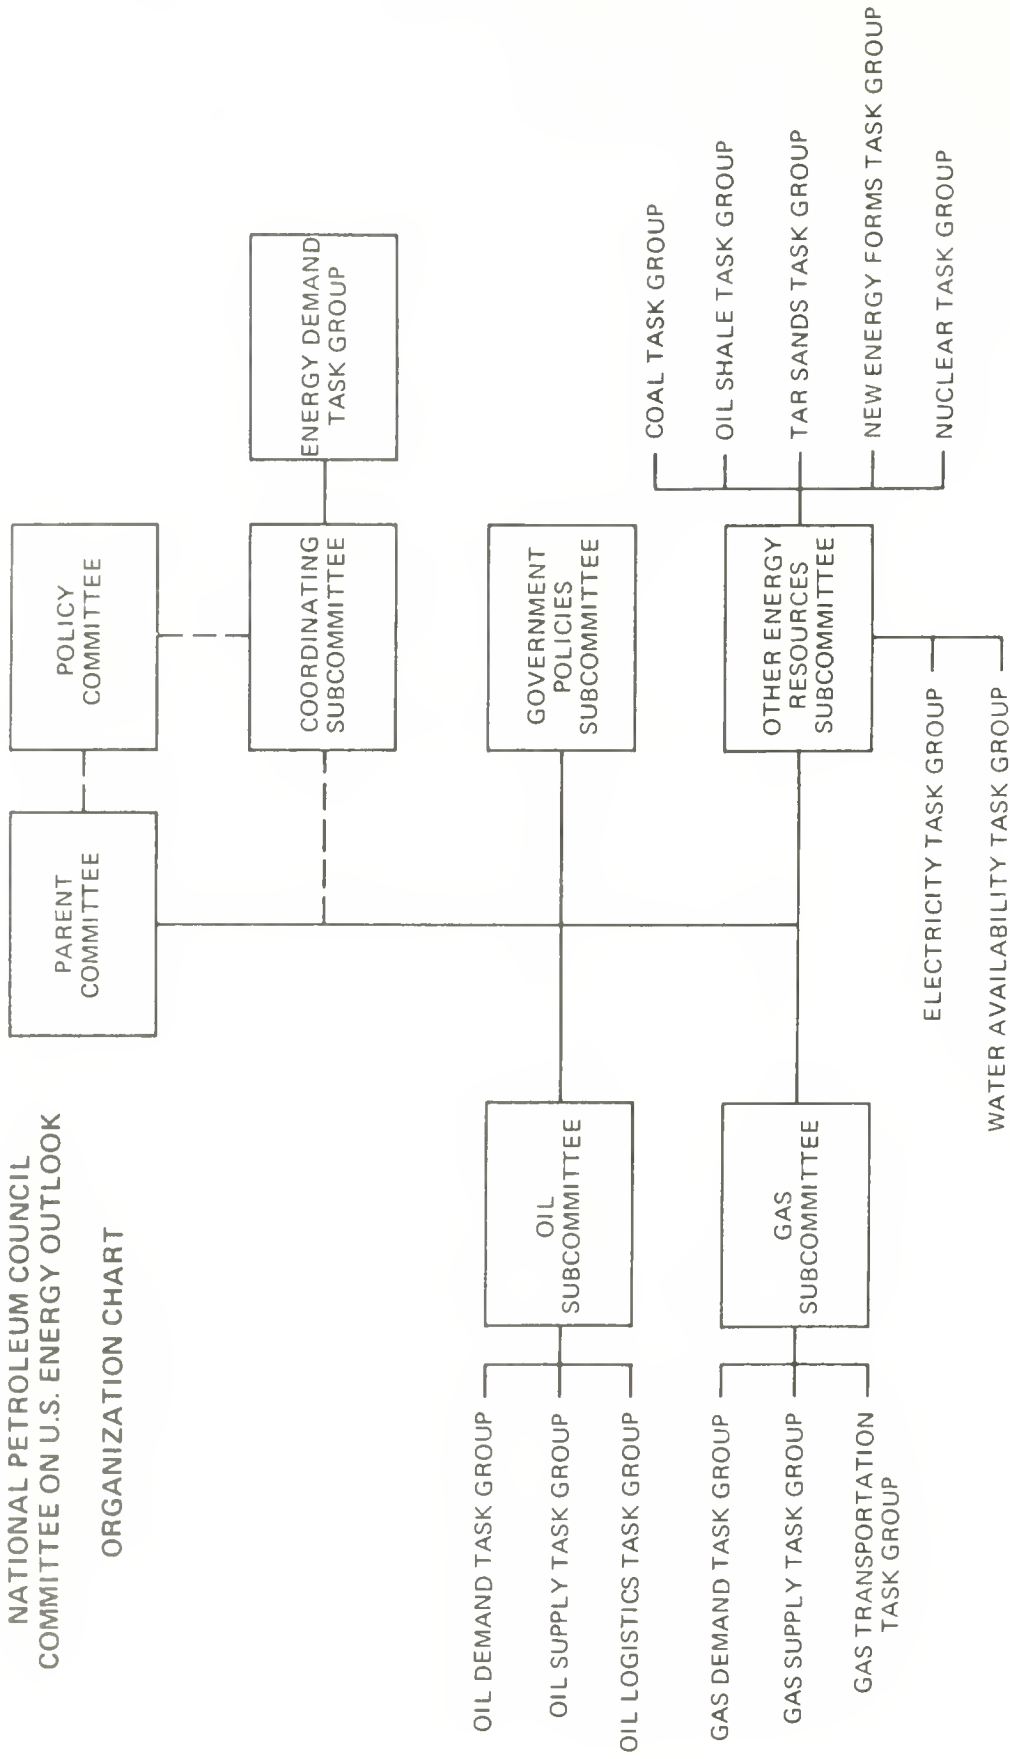 NATIONAL PETROLEUM COUNCIL
COMMITTEE ON U.S. ENERGY OUTLOOK
ORGANIZATION CHART
PARENT
COMMITTEE
POLICY
COMMITTEE
COORDINATING
SUBCOMMITTEE
ENERGY DEMAND
TASK GROUP
OIL
SUBCOMMITTEE
GOVERNMENT
POLICIES
SUBCOMMITTEE
OIL DEMAND TASK GROUP
OIL SUPPLY TASK GROUP
OIL LOGISTICS TASK GROUP
GAS
SUBCOMMITTEE
OTHER ENERGY
RESOURCES
SUBCOMMITTEE
GAS DEMAND TASK GROUP
GAS SUPPLY TASK GROUP
GAS TRANSPORTATION
TASK GROUP
COAL TASK GROUP
OIL SHALE TASK GROUP
TAR SANDS TASK GROUP
NEW ENERGY FORMS TASK GROUP
NUCLEAR TASK GROUP
ELECTRICITY TASK GROUP
WATER AVAILABILITY TASK GROUP